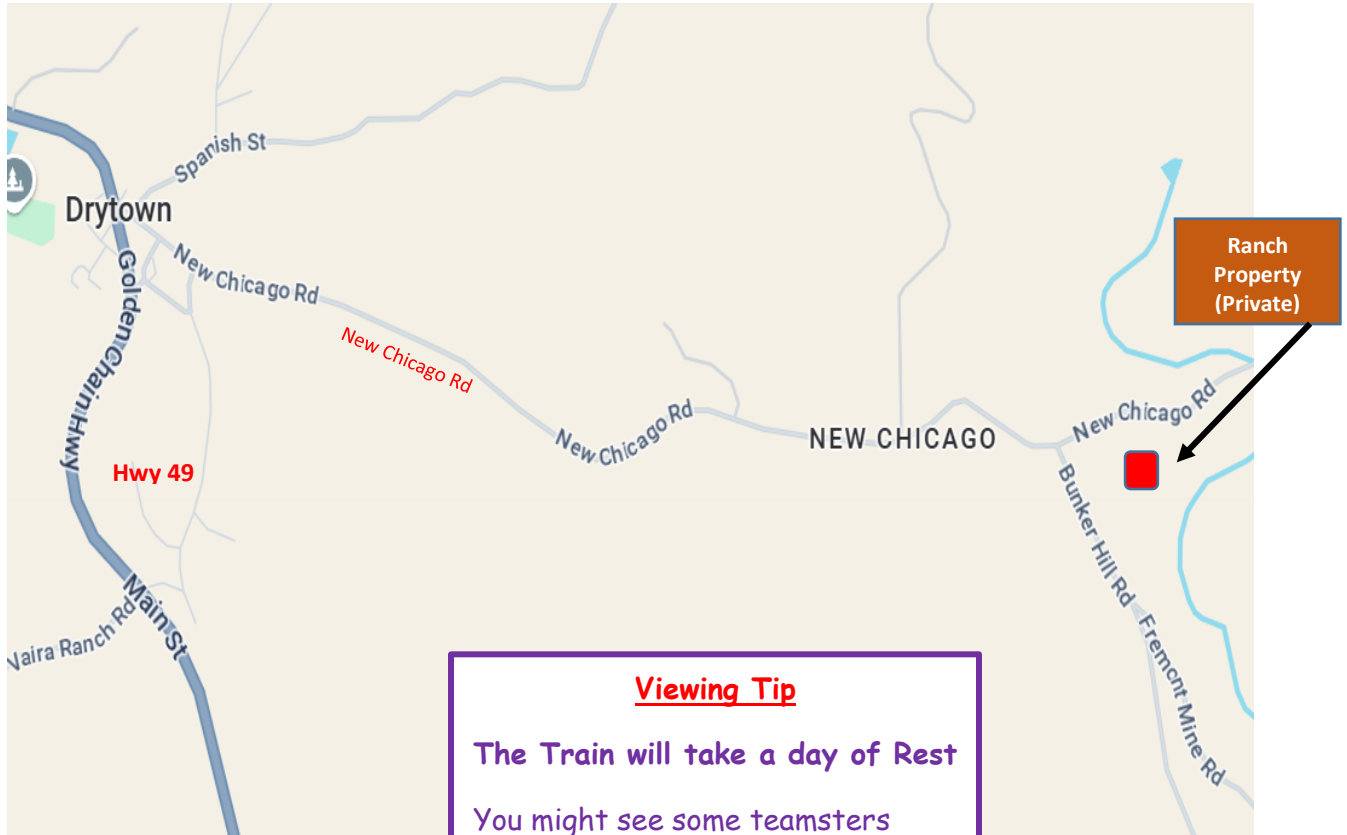 Spanish St
Drytown
New Chicago Rd
Golden Chain Hwy
New Chicago Rd
Ranch
Property
(Private)
New Chicago Rd
New Chicago Rd
NEW CHICAGO
Hwy 49
Bunker Hill Rd
Main St
Ranch Rd
Fremont Mine Rd
Viewing Tip
The Train will take a day of Rest
You might see some teamsters